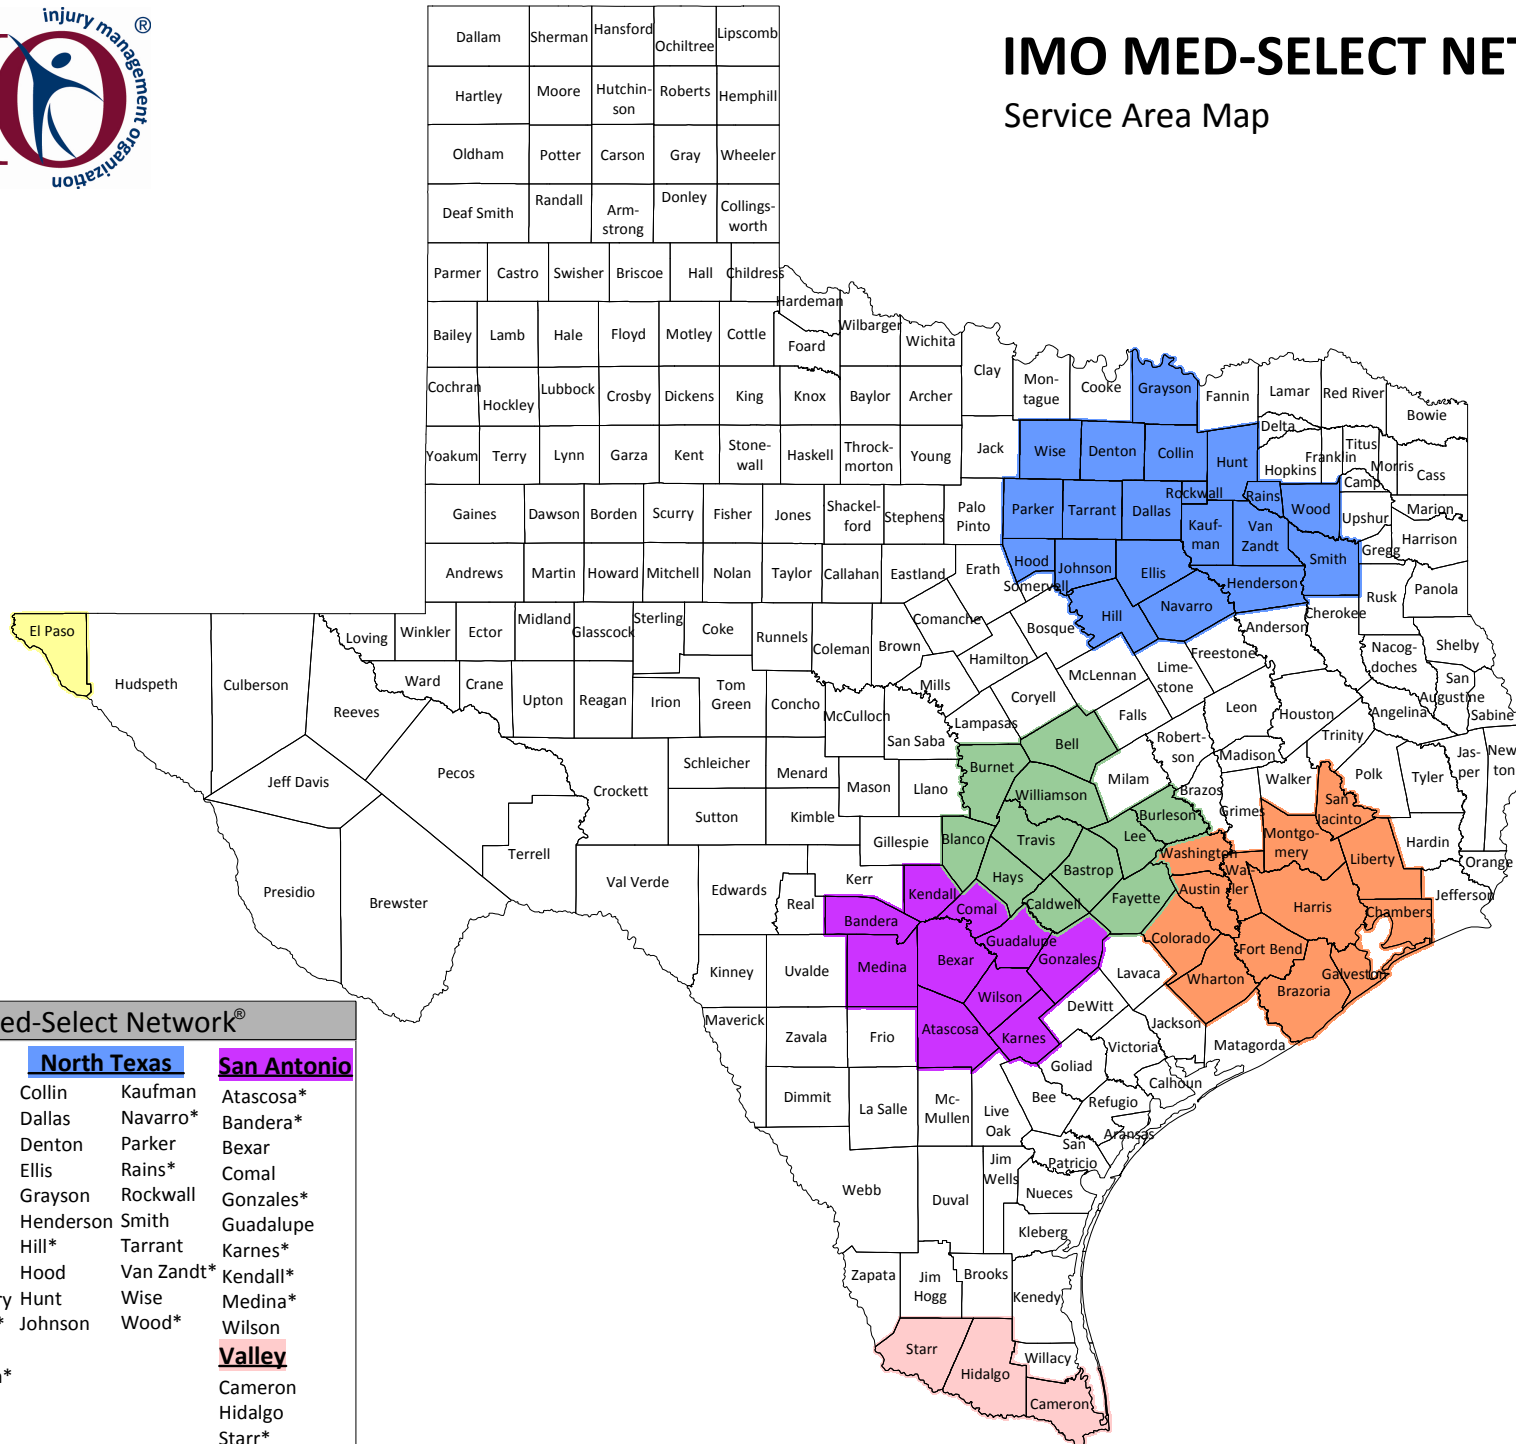 injury management organization ®
IMO MED-SELECT NET
Service Area Map
Dallam Sherman Hansford Ochiltree Lipscomb
Hartley Moore Hutchin-son Roberts Hemphill
Oldham Potter Carson Gray Wheeler
Deaf Smith Randall Arm-strong Donley Collings-worth
Parmer Castro Swisher Briscoe Hall Childress
Hardeman
Bailey Lamb Hale Floyd Motley Cottle Foard Wilbarger Wichita
Clay Mon-tague Cooke Grayson Fannin Lamar Red River Bowie
Cochran Hockley Lubbock Crosby Dickens King Knox Baylor Archer
Delta Titus Franklin Morris Hopkins Camp Cass
Yoakum Terry Lynn Garza Kent Stone-wall Haskell Throck-morton Young Jack Wise Denton Collin Hunt
Gaines Dawson Borden Scurry Fisher Jones Shackel-ford Stephens Palo Pinto Parker Tarrant Dallas Rockwall Kauf-man Rains Van Zandt Wood Upshur Marion Harrison Gregg
Andrews Martin Howard Mitchell Nolan Taylor Callahan Eastland Erath Hood Somervell Johnson Ellis Henderson Smith Rusk Panola
El Paso Hudspeth Culberson Loving Winkler Ector Midland Glasscock Sterling Coke Runnels Coleman Brown Comanche Bosque Hill Navarro Anderson Cherokee Nacog-doches Shelby
Reeves Ward Crane Upton Reagan Irion Tom Green Concho McCulloch Mills Hamilton Coryell McLennan Lime-stone Freestone San Augustine Sabine
Jeff Davis Pecos Crockett Schleicher Menard San Saba Lampasas Bell Falls Robert-son Leon Houston Angelina Trinity
Sutton Kimble Mason Llano Burnet Williamson Milam Brazos Madison Grimes Walker Polk Tyler Jas-per New ton
Presidio Brewster Terrell Val Verde Edwards Real Kerr Gillespie Blanco Travis Lee Burleson Washington Montgo-mery San Jacinto Liberty Hardin Orange Jefferson
Kendall Bandera Comal Hays Caldwell Bastrop Fayette Austin Wal-ler Harris Chambers
Kinney Uvalde Medina Bexar Guadalupe Gonzales Lavaca Colorado Wharton Fort Bend Brazoria Galveston
Maverick Zavala Frio Atascosa Wilson Karnes DeWitt Jackson Matagorda Victoria Goliad Calhoun
Dimmit La Salle Mc-Mullen Live Oak Bee Refugio Aransas San Patricio
Webb Duval Jim Wells Nueces Kleberg
Zapata Jim Hogg Brooks Kenedy
Starr Hidalgo Willacy Cameron
ed-Select Network®
North Texas
Collin Kaufman
Dallas Navarro*
Denton Parker
Ellis Rains*
Grayson Rockwall
Henderson Smith
Hill* Tarrant
Hood Van Zandt*
ry Hunt Wise
* Johnson Wood*
*
San Antonio
Atascosa*
Bandera*
Bexar
Comal
Gonzales*
Guadalupe
Karnes*
Kendall*
Medina*
Wilson
Valley
Cameron
Hidalgo
Starr*